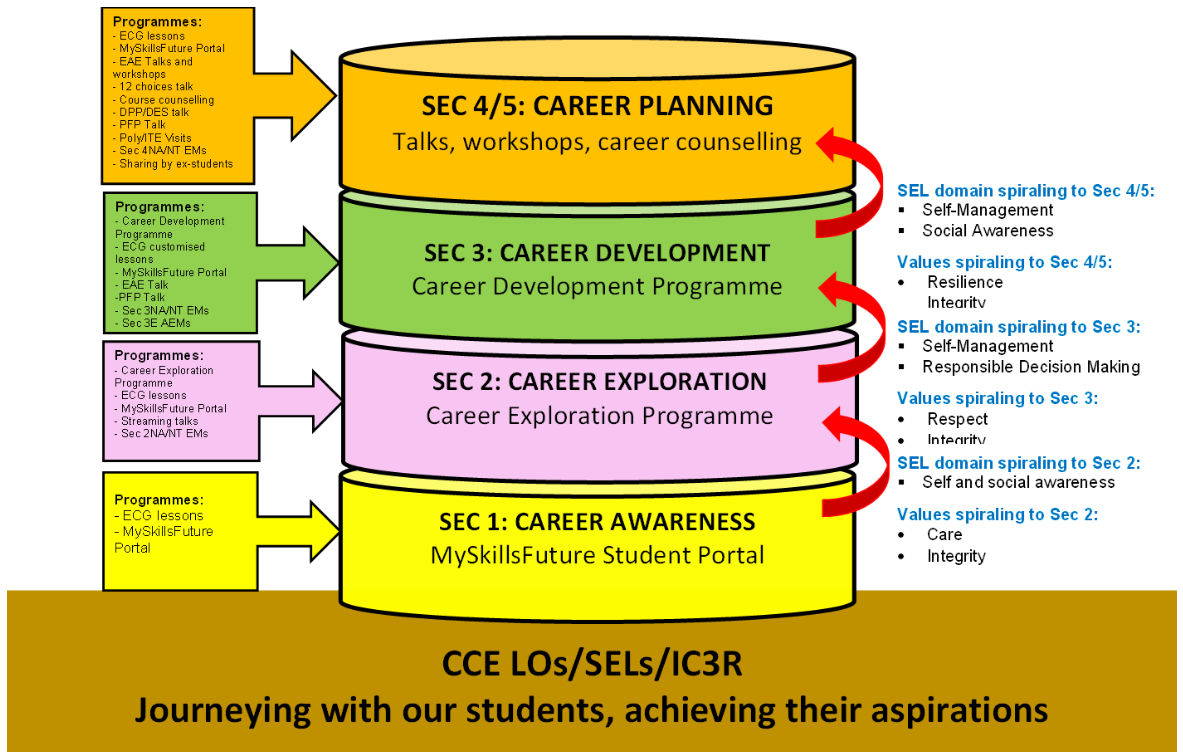 Programmes:
- ECG lessons
- MySkillsFuture Portal
- EAE Talks and
workshops
- 12 choices talk
- Course counselling
- DPP/DES talk
- PFP Talk
- Poly/ITE Visits
- Sec 4NA/NT EMs
- Sharing by ex-students
SEC 4/5: CAREER PLANNING
Talks, workshops, career counselling
SEL domain spiraling to Sec 4/5:
▪ Self-Management
▪ Social Awareness
Values spiraling to Sec 4/5:
• Resilience
Integrity
Programmes:
- Career Development
Programme
- ECG customised
lessons
- MySkillsFuture Portal
- EAE Talk
-PFP Talk
- Sec 3NA/NT EMs
- Sec 3E AEMs
SEC 3: CAREER DEVELOPMENT
Career Development Programme
SEL domain spiraling to Sec 3:
▪ Self-Management
▪ Responsible Decision Making
Values spiraling to Sec 3:
• Respect
• Integrity
Programmes:
- Career Exploration
Programme
- ECG lessons
- MySkillsFuture Portal
- Streaming talks
- Sec 2NA/NT EMs
SEC 2: CAREER EXPLORATION
Career Exploration Programme
SEL domain spiraling to Sec 2:
▪ Self and social awareness
Values spiraling to Sec 2:
• Care
• Integrity
Programmes:
- ECG lessons
- MySkillsFuture
Portal
SEC 1: CAREER AWARENESS
MySkillsFuture Student Portal
CCE LOs/SELs/IC3R
Journeying with our students, achieving their aspirations